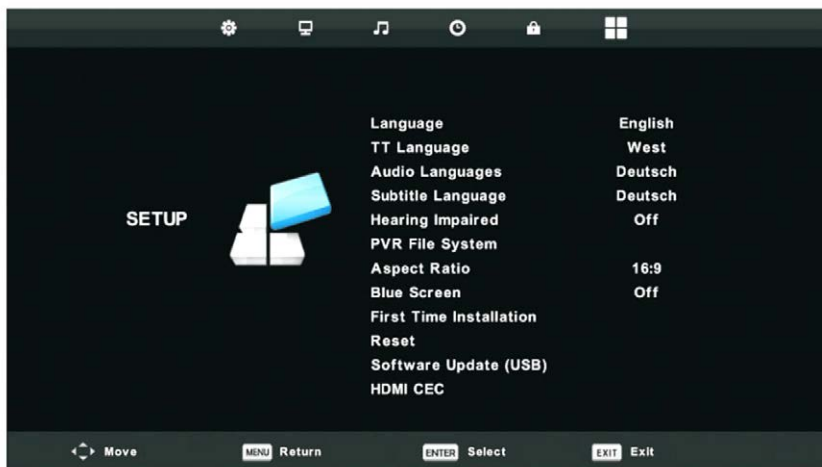 Language English
TT Language West
Audio Languages Deutsch
Subtitle Language Deutsch
SETUP
Hearing Impaired Off
PVR File System
Aspect Ratio 16:9
Blue Screen Off
First Time Installation
Reset
Software Update (USB)
HDMI CEC
Move MENU Return ENTER Select EXIT Exit